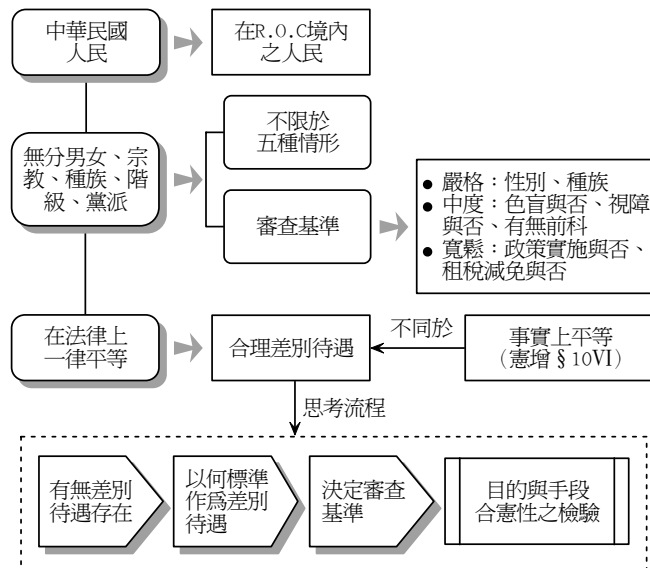 中華民國
人民
在R.O.C境內
之人民
無分男女、宗
教、種族、階
級、黨派
不限於
五種情形
審查基準
● 嚴格：性別、種族
● 中度：色盲與否、視障
與否、有無前科
● 寬鬆：政策實施與否、
租稅減免與否
在法律上
一律平等
合理差別待遇
不同於
事實上平等
（憲增§10VI）
思考流程
有無差別
待遇存在
以何標準
作爲差別
待遇
決定審查
基準
目的與手段
合憲性之檢驗